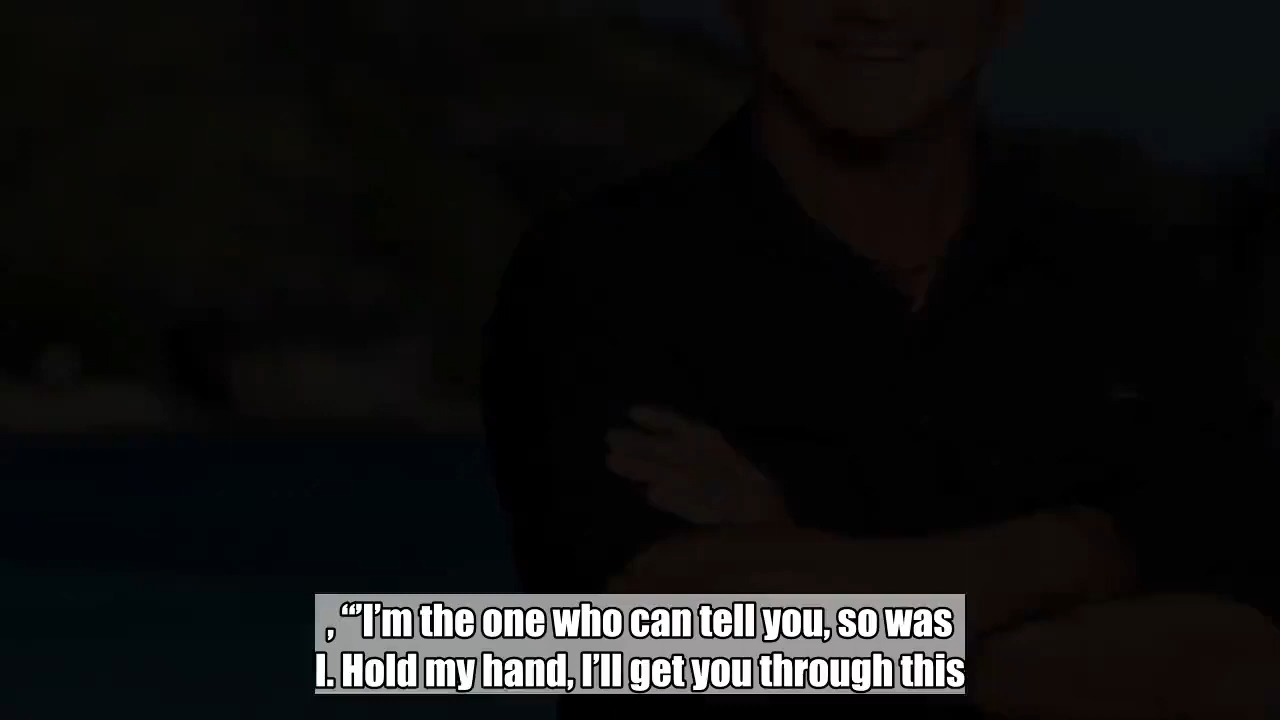 , “’I’m the one who can tell you, so was
I. Hold my hand, I’ll get you through this